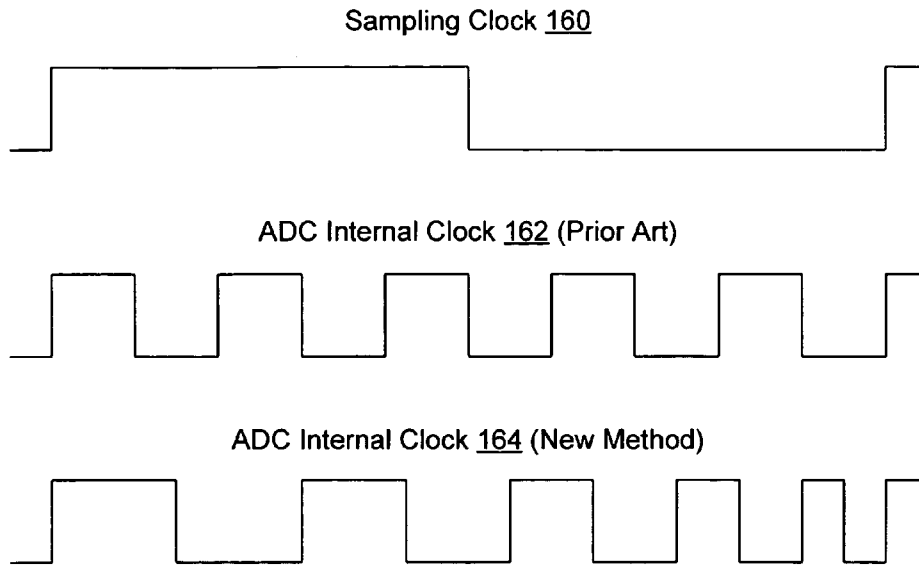 Sampling Clock 160
ADC Internal Clock 162 (Prior Art)
ADC Internal Clock 164 (New Method)